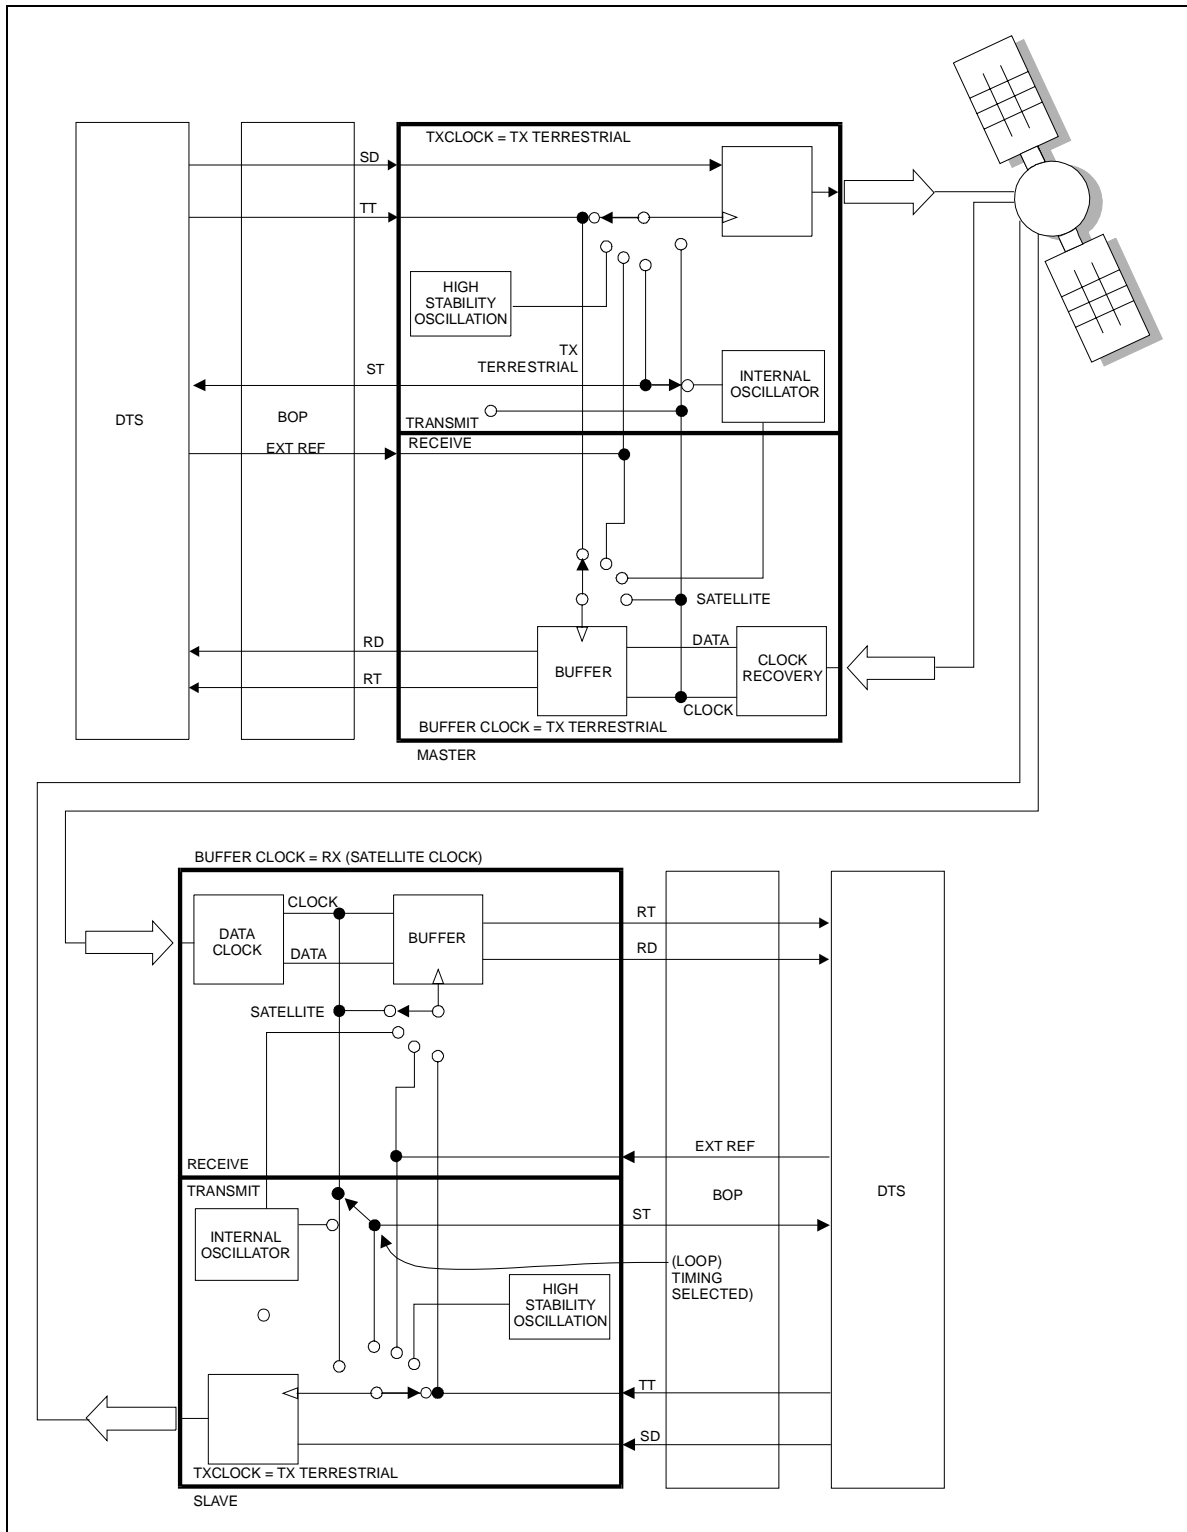 TXCLOCK = TX TERRESTRIAL
SD
TT
HIGH
STABILITY
OSCILLATION
TX
TERRESTRIAL
ST
INTERNAL
OSCILLATOR
DTS
BOP
TRANSMIT
RECEIVE
EXT REF
SATELLITE
RD
DATA
BUFFER
CLOCK
RECOVERY
RT
CLOCK
BUFFER CLOCK = TX TERRESTRIAL
MASTER
BUFFER CLOCK = RX (SATELLITE CLOCK)
CLOCK
DATA
CLOCK
BUFFER
RT
DATA
RD
SATELLITE
EXT REF
RECEIVE
TRANSMIT
BOP
DTS
INTERNAL
OSCILLATOR
ST
(LOOP)
TIMING
SELECTED)
HIGH
STABILITY
OSCILLATION
TT
SD
TXCLOCK = TX TERRESTRIAL
SLAVE